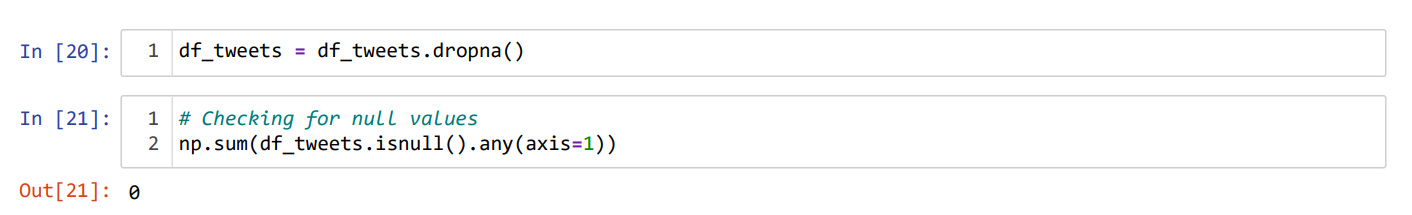 In [20]: 1 df_tweets = df_tweets.dropna()
In [21]: 1 # Checking for null values
2 np.sum(df_tweets.isnull().any(axis=1))
Out[21]: 0